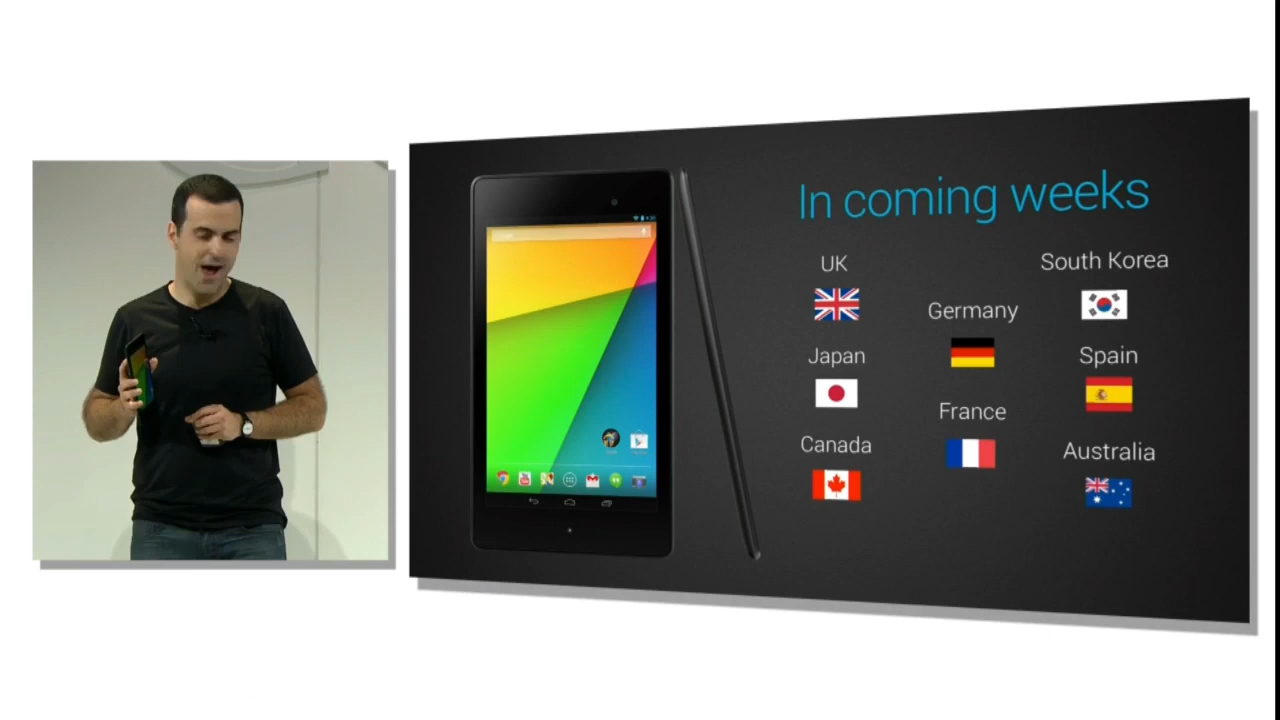 In coming weeks
UK
South Korea
Germany
Japan
Spain
France
Canada
Australia